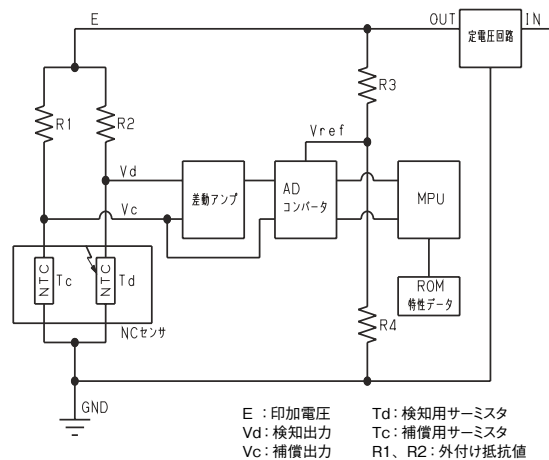 E
OUT
IN
定電圧回路
R1
R2
R3
Vref
Vd
差動アンプ
AD
コンバータ
MPU
Vc
NTC
Tc
NTC
Td
ROM
特性データ
NCセンサ
R4
GND
E:印加電圧
Td:検知用サーミスタ
Vd:検知出力
Tc:補償用サーミスタ
Vc:補償出力
R1、R2:外付け抵抗値